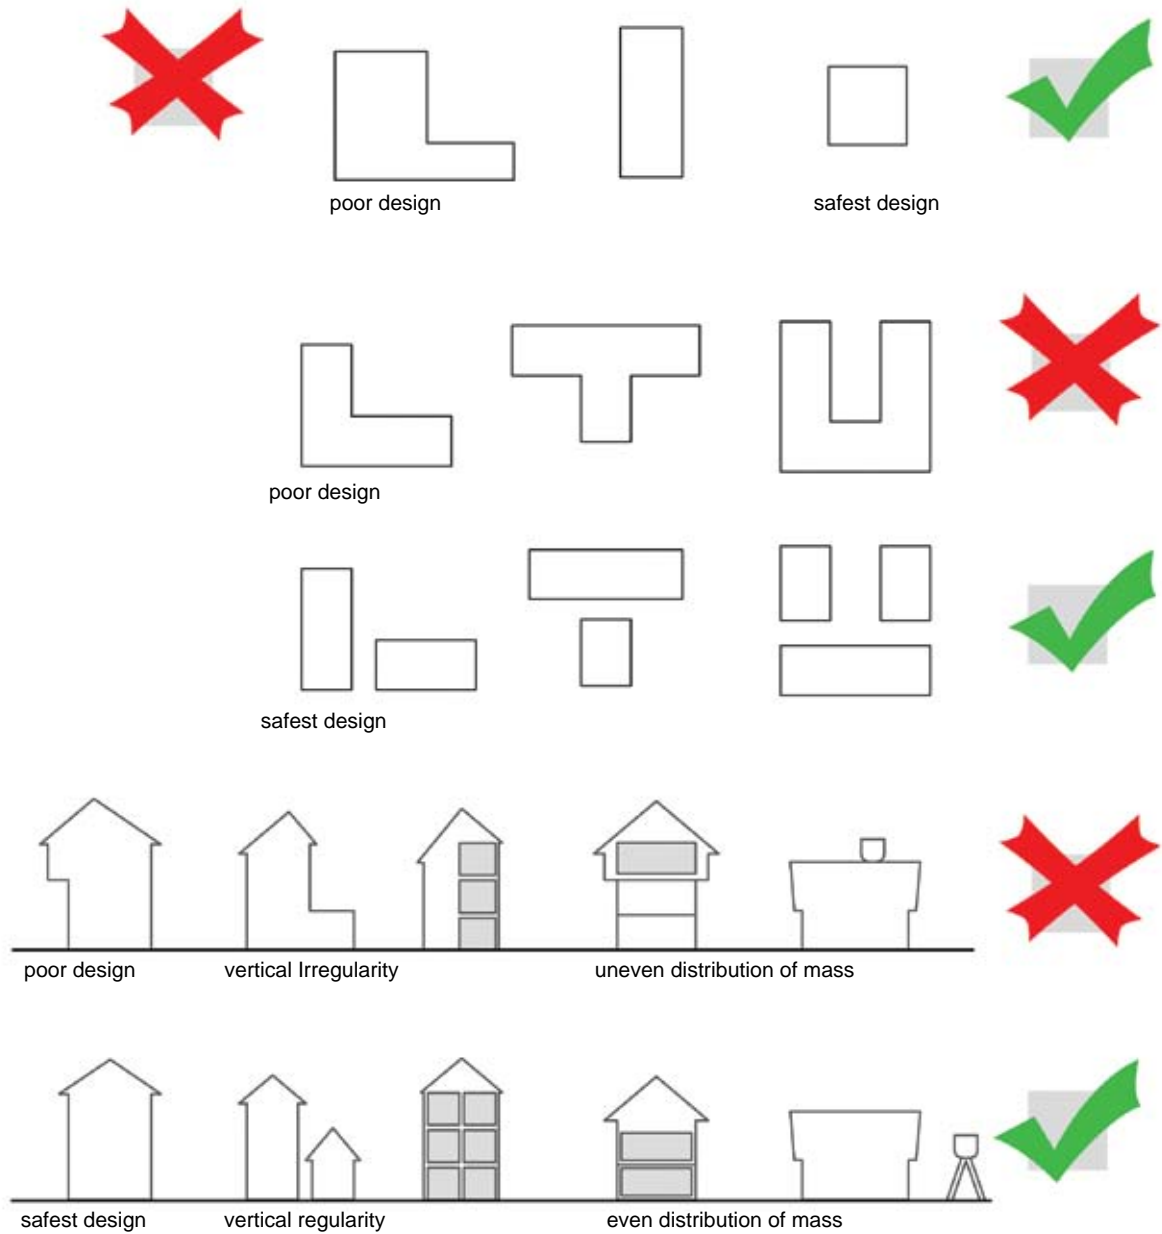 poor design
safest design
poor design
safest design
poor design
vertical Irregularity
uneven distribution of mass
safest design
vertical regularity
even distribution of mass